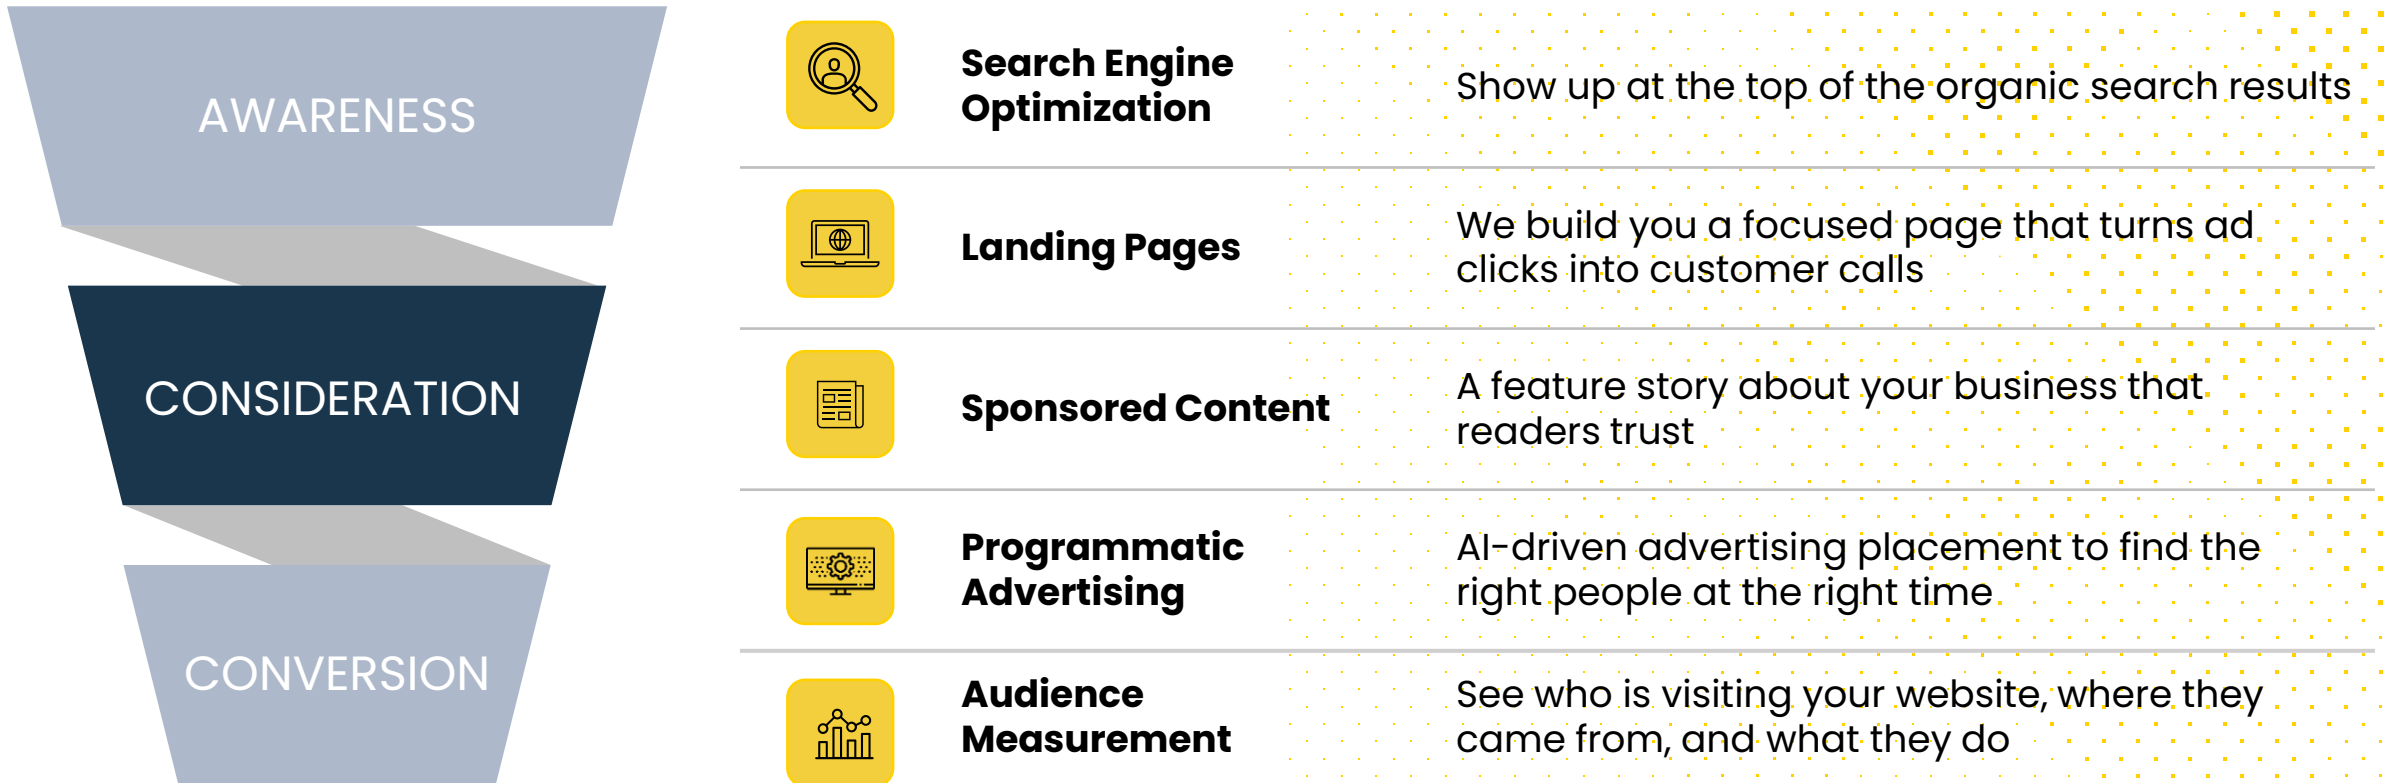 AWARENESS
CONSIDERATION
CONVERSION
Search Engine
Optimization
Show up at the top of the organic search results
Landing Pages
We build you a focused page that turns ad
clicks into customer calls
Sponsored Content
A feature story about your business that
readers trust
Programmatic
Advertising
AI-driven advertising placement to find the
right people at the right time
Audience
Measurement
See who is visiting your website, where they
came from, and what they do